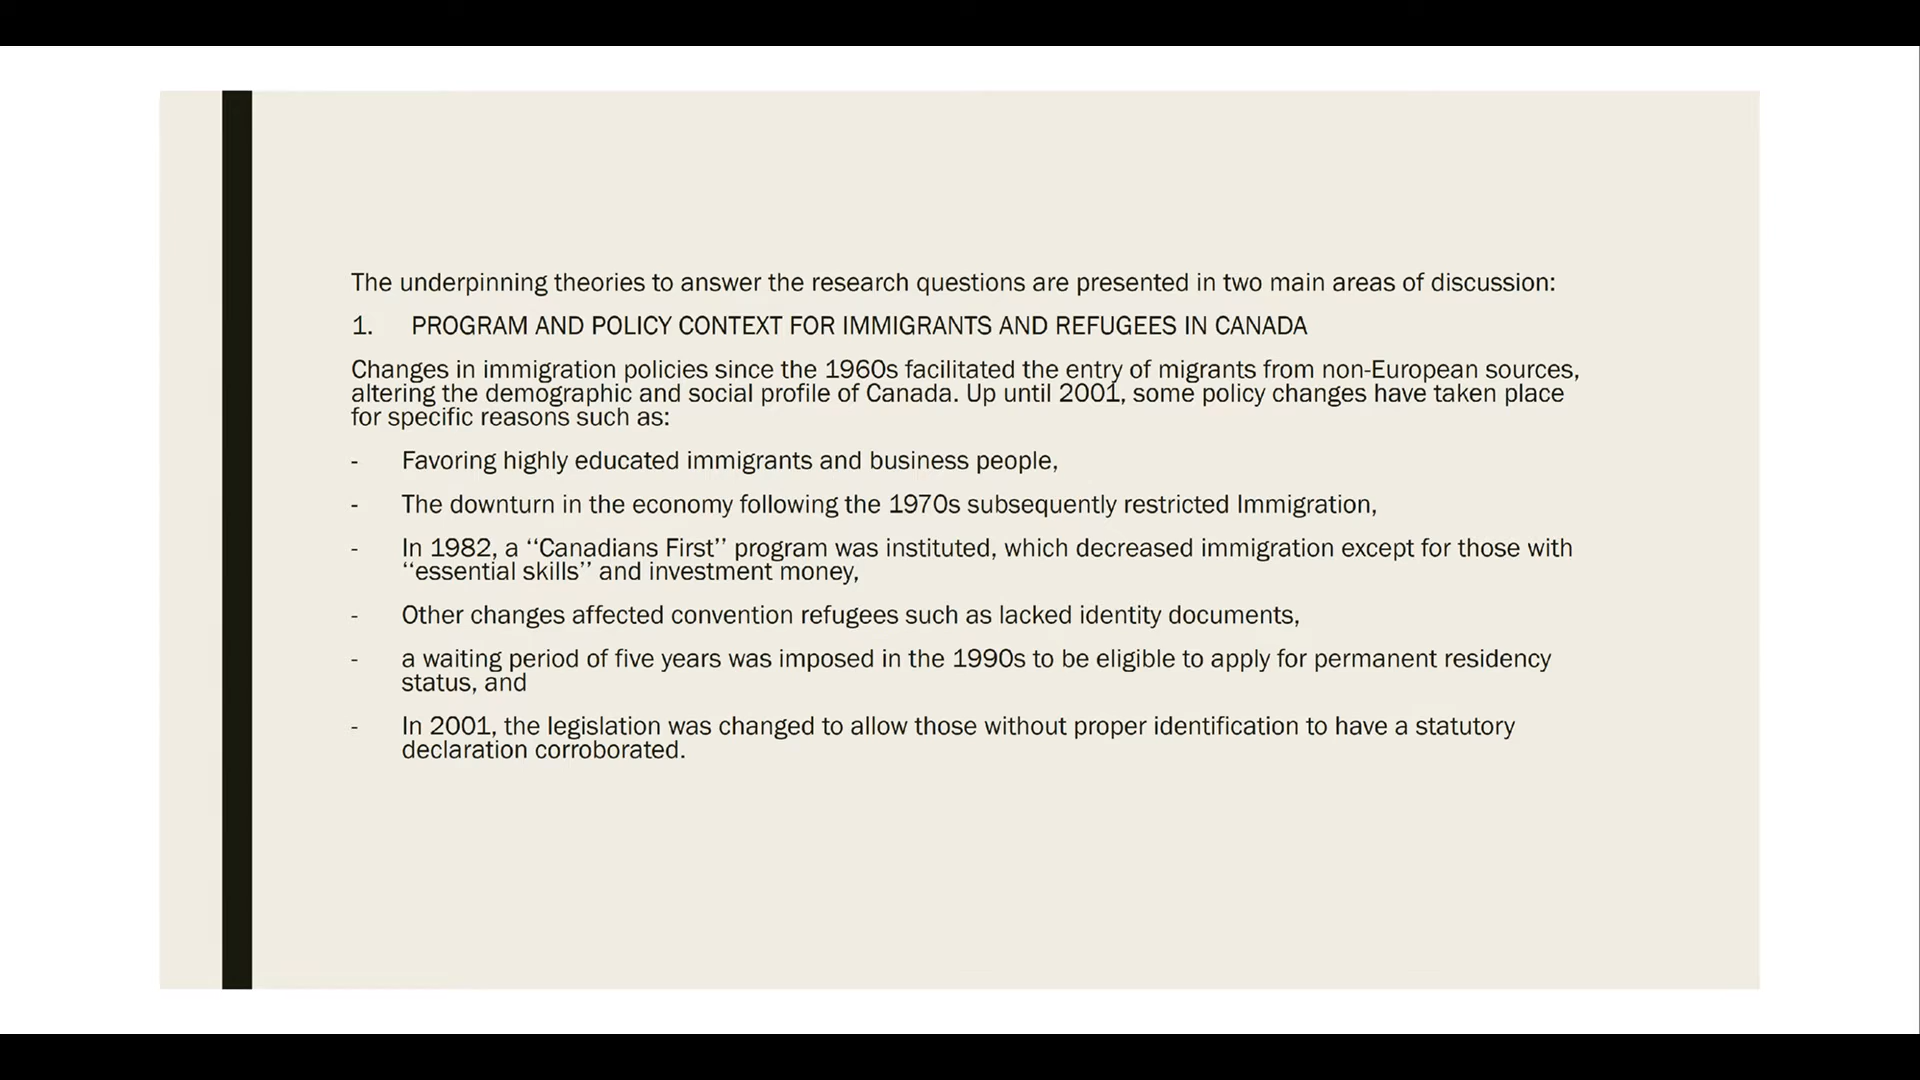 The underpinning theories to answer the research questions are presented in two main areas of discussion:
1. PROGRAM AND POLICY CONTEXT FOR IMMIGRANTS AND REFUGEES IN CANADA
Changes in immigration policies since the 1960s facilitated the entry of migrants from non-European sources,
altering the demographic and social profile of Canada. Up until 2001, some policy changes have taken place
for specific reasons such as:
- Favoring highly educated immigrants and business people,
- The downturn in the economy following the 1970s subsequently restricted Immigration,
- In 1982, a ‘‘Canadians First’’ program was instituted, which decreased immigration except for those with
‘‘essential skills’’ and investment money,
- Other changes affected convention refugees such as lacked identity documents,
- a waiting period of five years was imposed in the 1990s to be eligible to apply for permanent residency
status, and
- In 2001, the legislation was changed to allow those without proper identification to have a statutory
declaration corroborated.